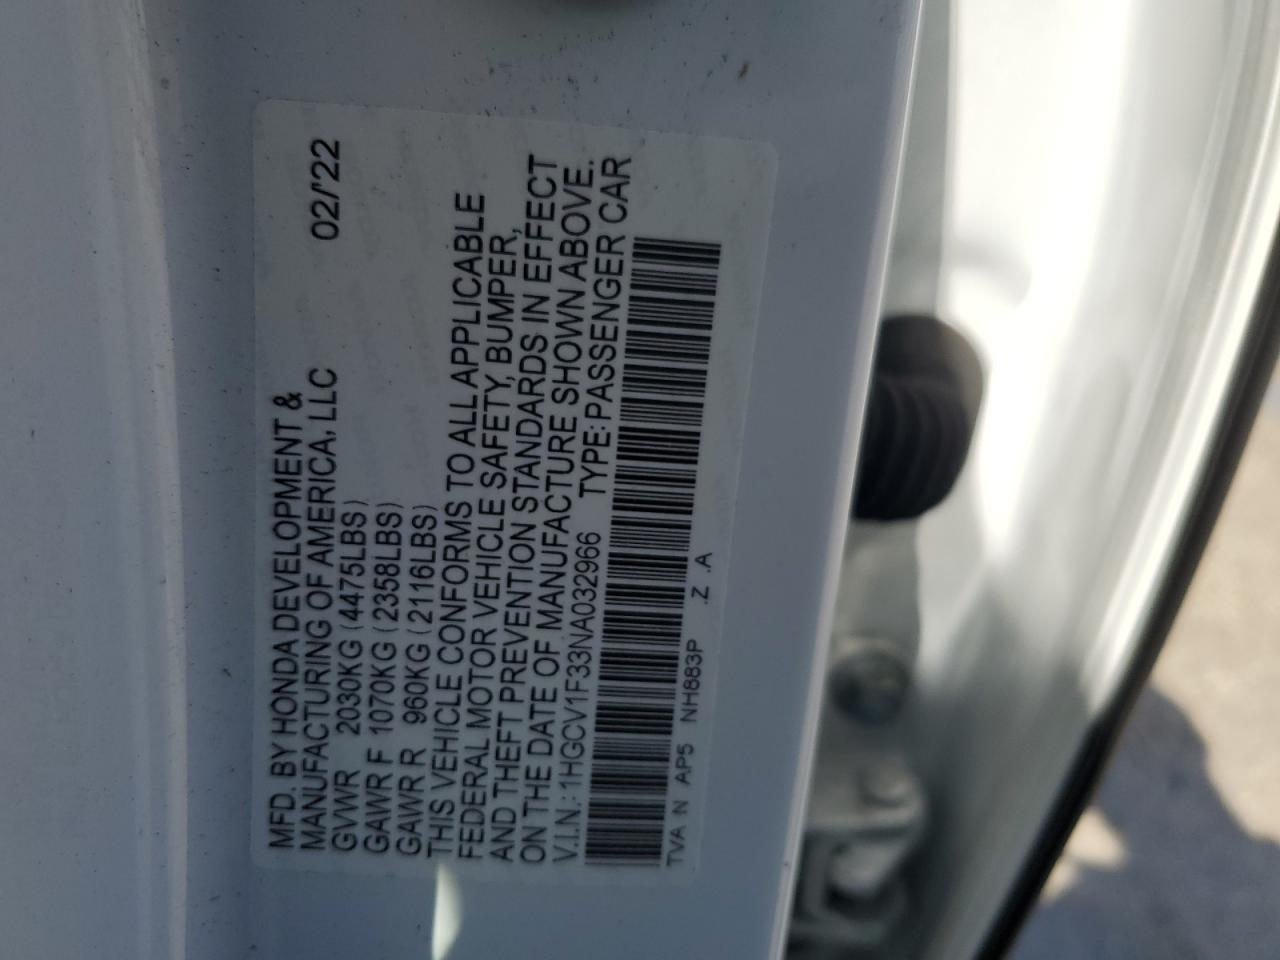 MFD. BY HONDA DEVELOPMENT &
MANUFACTURING OF AMERICA, LLC 02/'22
GVWR 2030KG (4475LBS)
GAWR F 1070KG (2358LBS)
GAWR R 960KG (2116LBS)
THIS VEHICLE CONFORMS TO ALL APPLICABLE
FEDERAL MOTOR VEHICLE SAFETY, BUMPER,
AND THEFT PREVENTION STANDARDS IN EFFECT
ON THE DATE OF MANUFACTURE SHOWN ABOVE.
V.I.N.: 1HGCV1F33NA032966 TYPE: PASSENGER CAR
TVA N AP5 NH883P .Z .A